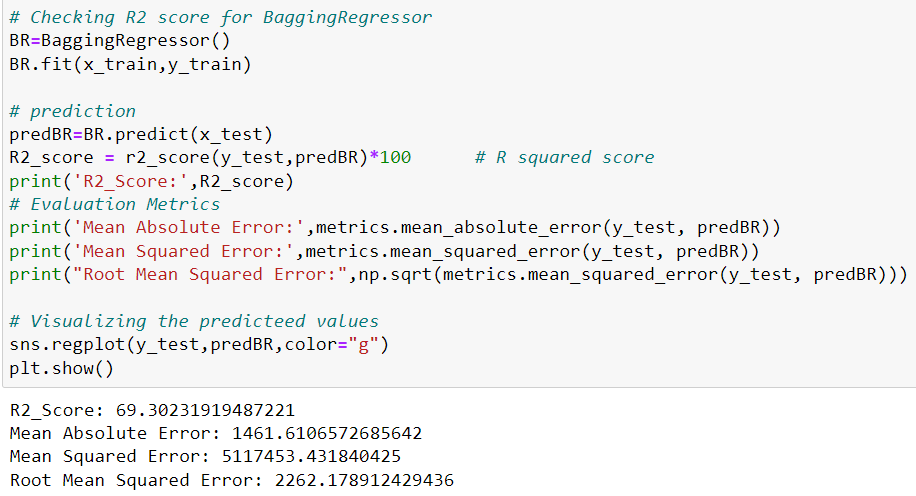 # Checking R2 score for BaggingRegressor
BR=BaggingRegressor()
BR.fit(x_train,y_train)
# prediction
predBR=BR.predict(x_test)
R2_score = r2_score(y_test,predBR)*100      # R squared score
print('R2_Score:',R2_score)
# Evaluation Metrics
print('Mean Absolute Error:',metrics.mean_absolute_error(y_test, predBR))
print('Mean Squared Error:',metrics.mean_squared_error(y_test, predBR))
print("Root Mean Squared Error:",np.sqrt(metrics.mean_squared_error(y_test, predBR)))
# Visualizing the predicteed values
sns.regplot(y_test,predBR,color="g")
plt.show()
R2_Score: 69.30231919487221
Mean Absolute Error: 1461.6106572685642
Mean Squared Error: 5117453.431840425
Root Mean Squared Error: 2262.178912429436